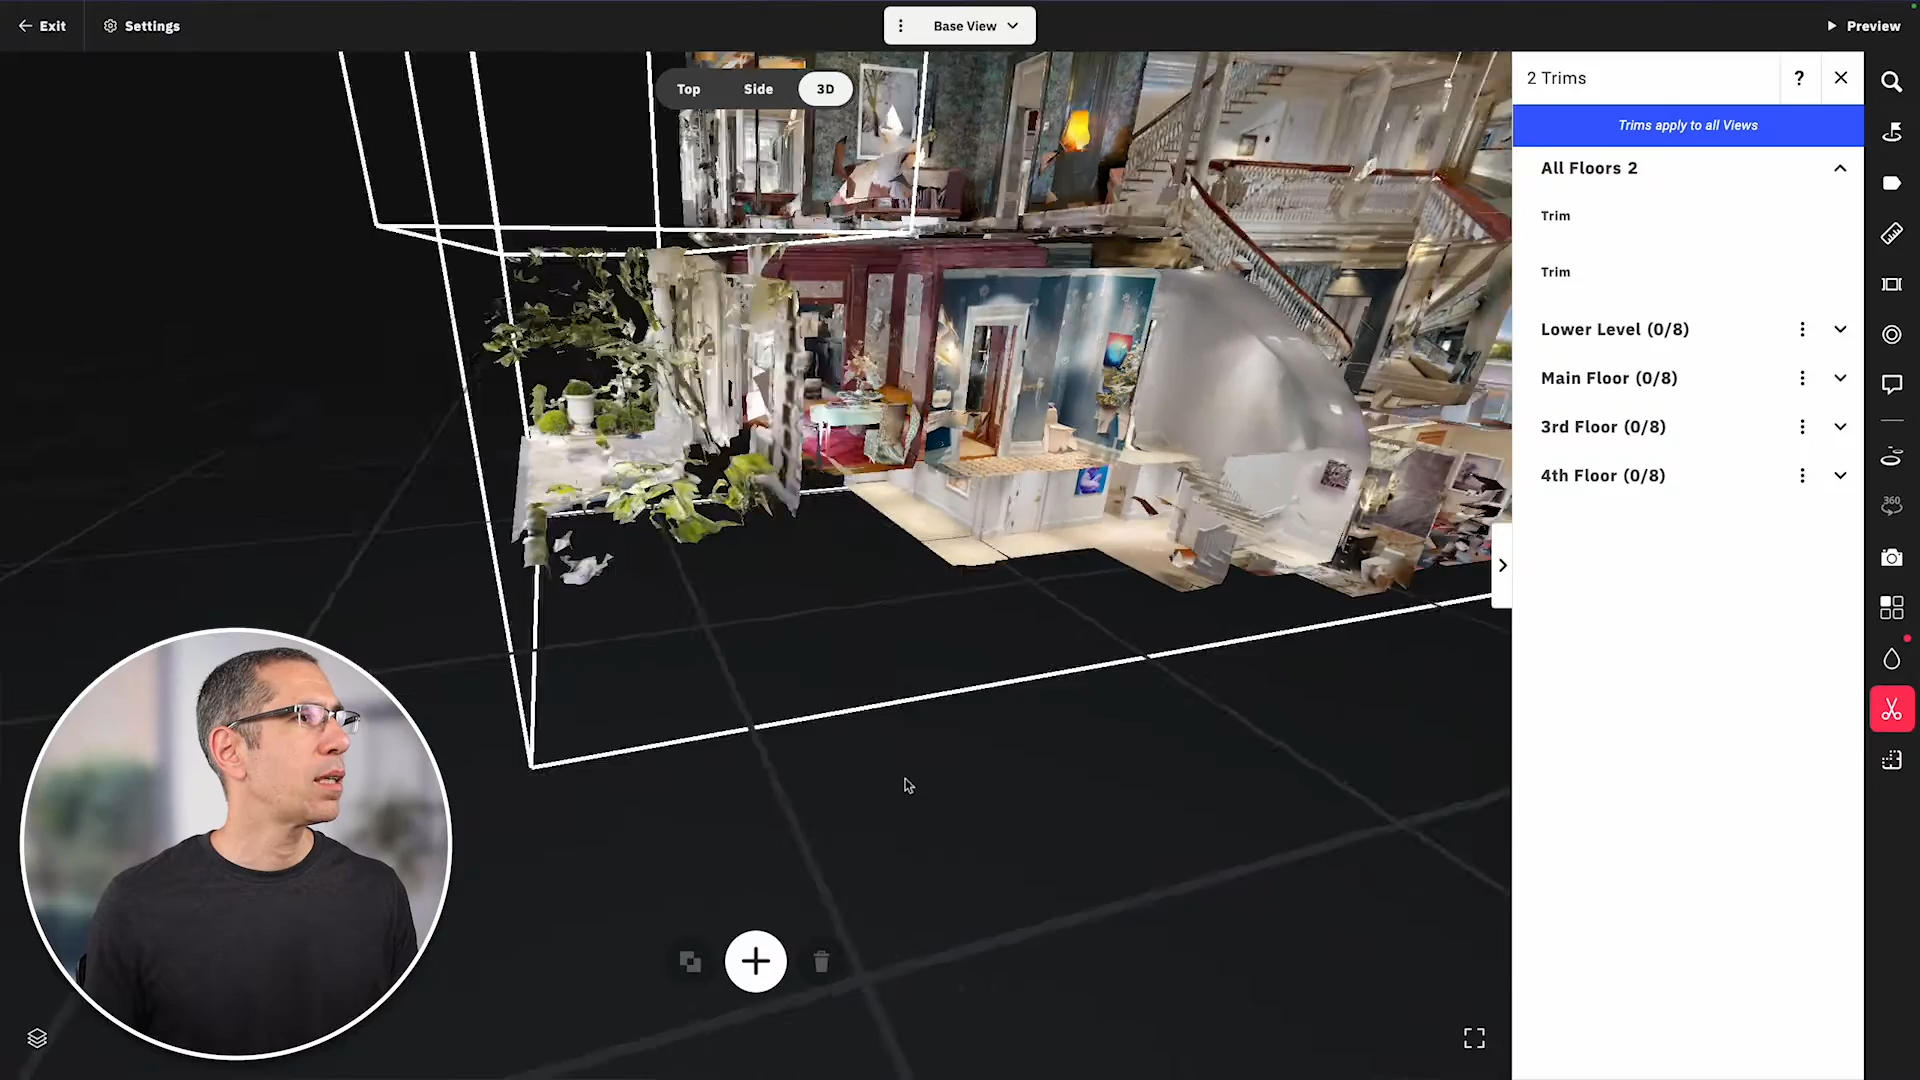 Exit
Settings
Base View
Preview
Top
Side
3D
2 Trims
?
Trims apply to all Views
All Floors 2
Trim
Trim
Lower Level (0/8)
Main Floor (0/8)
3rd Floor (0/8)
4th Floor (0/8)
360